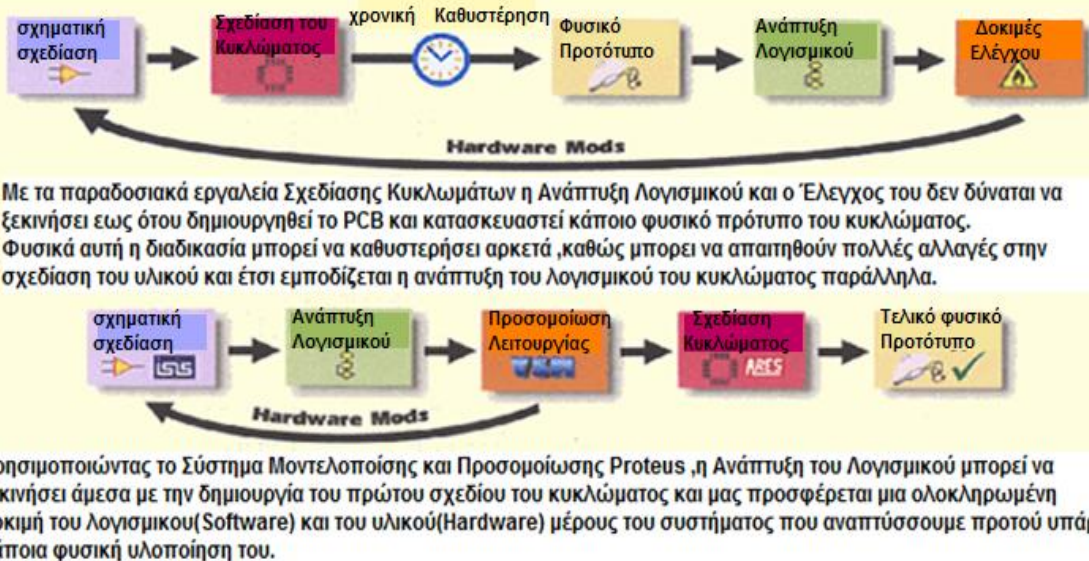 χρονική Καθυστέρηση
σχηματική
σχεδίαση
Σχεδίαση του
Κυκλώματος
Φυσικό
Προτότυπο
Ανάπτυξη
Λογισμικού
Δοκιμές
Ελέγχου
Hardware Mods
Με τα παραδοσιακά εργαλεία Σχεδίασης Κυκλωμάτων η Ανάπτυξη Λογισμικού και ο Έλεγχος του δεν δύναται να
ξεκινήσει εως ότου δημιουργηθεί το PCB και κατασκευαστεί κάποιο φυσικό πρότυπο του κυκλώματος.
Φυσικά αυτή η διαδικασία μπορεί να καθυστερήσει αρκετά ,καθώς μπορει να απαιτηθούν πολλές αλλαγές στην
σχεδίαση του υλικού και έτσι εμποδίζεται η ανάπτυξη του λογισμικού του κυκλώματος παράλληλα.
σχηματική
σχεδίαση
ISIS
Ανάπτυξη
Λογισμικού
Προσομοίωση
Λειτουργίας
VSM
Σχεδίαση
Κυκλώματος
ARES
Τελικό φυσικό
Προτότυπο
Hardware Mods
ρησιμοποιώντας το Σύστημα Μοντελοποίσης και Προσομοίωσης Proteus ,η Ανάπτυξη του Λογισμικού μπορεί να
κινήσει άμεσα με την δημιουργία του πρώτου σχεδίου του κυκλώματος και μας προσφέρεται μια ολοκληρωμένη
οκιμή του λογισμικου(Software) και του υλικού(Hardware) μέρους του συστήματος που αναπτύσσουμε προτού υπάρ
άποια φυσική υλοποίηση του.